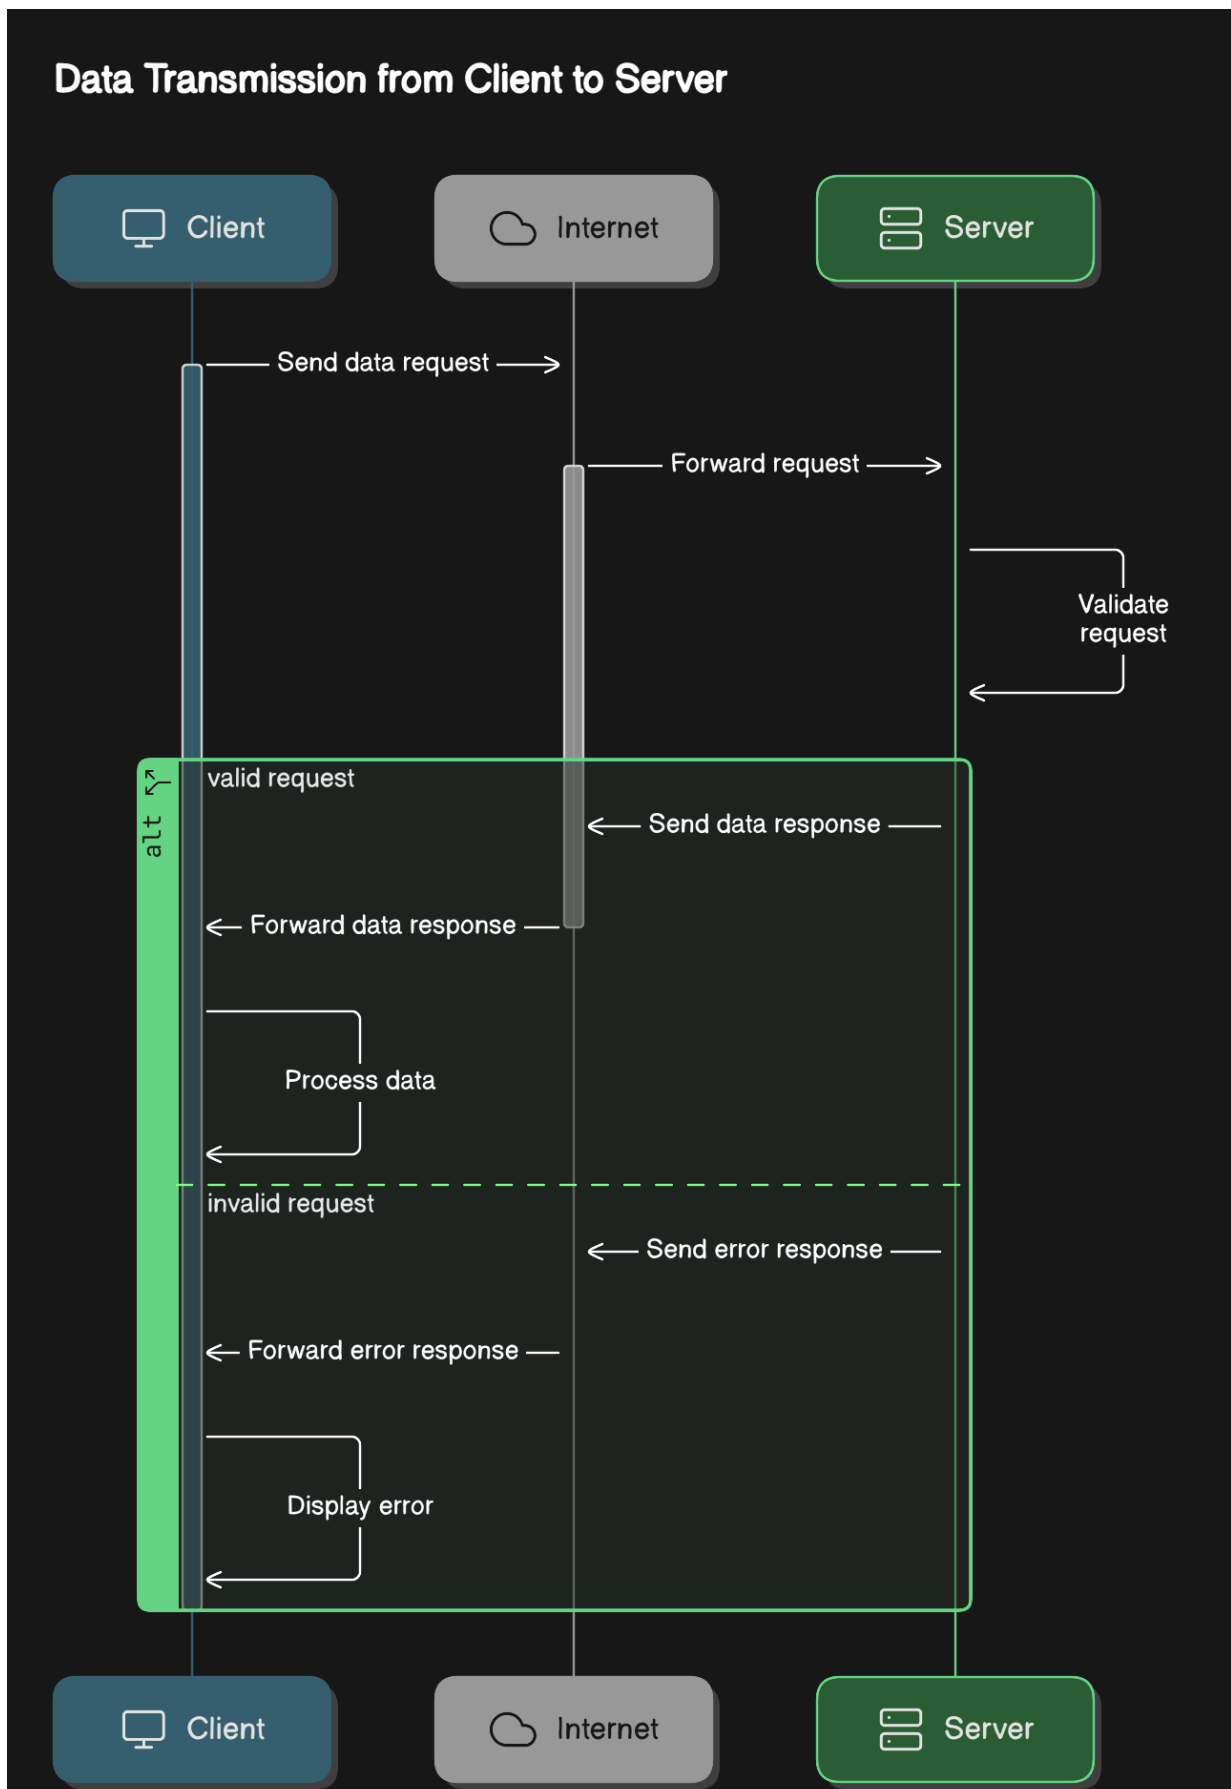 Data Transmission from Client to Server
Client
Internet
Server
Send data request
Forward request
Validate
request
alt
valid request
Send data response
Forward data response
Process data
invalid request
Send error response
Forward error response
Display error
Client
Internet
Server